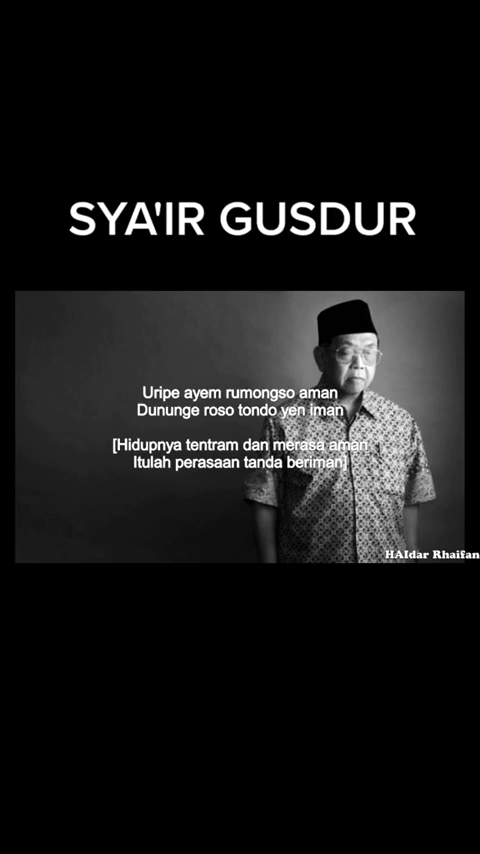 SYA'IR GUSDUR
Uripe ayem rumongso aman
Dununge roso tondo yen iman
[Hidupnya tentram dan merasa aman
Itulah perasaan tanda beriman]
HAIdar Rhaifan